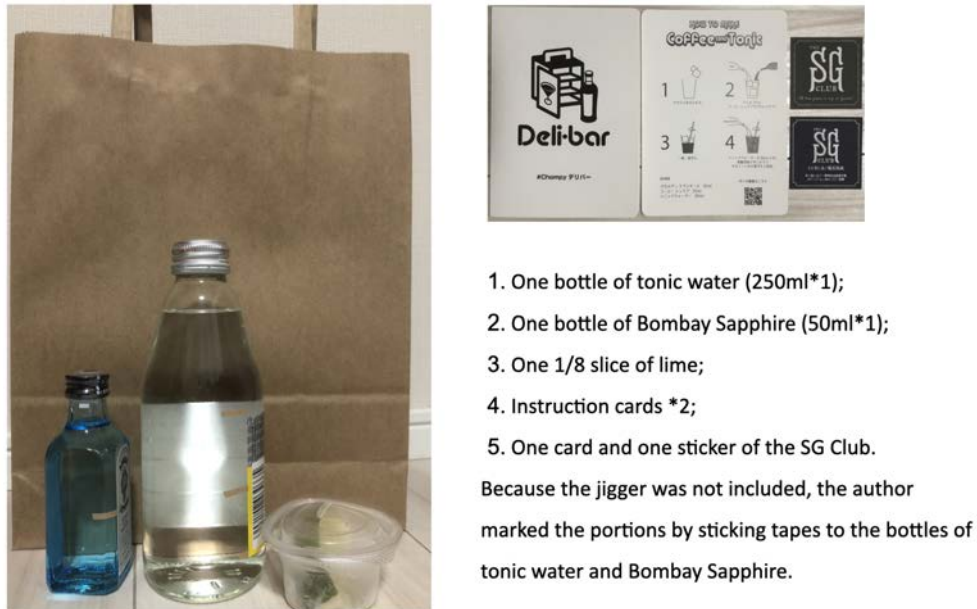 Deli-bar
#Chompy デリバー
HOW TO MAKE
Coffee and Tonic
1
2
3
4
SG
CLUB
SG
CLUB
1. One bottle of tonic water (250ml*1);
2. One bottle of Bombay Sapphire (50ml*1);
3. One 1/8 slice of lime;
4. Instruction cards *2;
5. One card and one sticker of the SG Club.
Because the jigger was not included, the author
marked the portions by sticking tapes to the bottles of
tonic water and Bombay Sapphire.